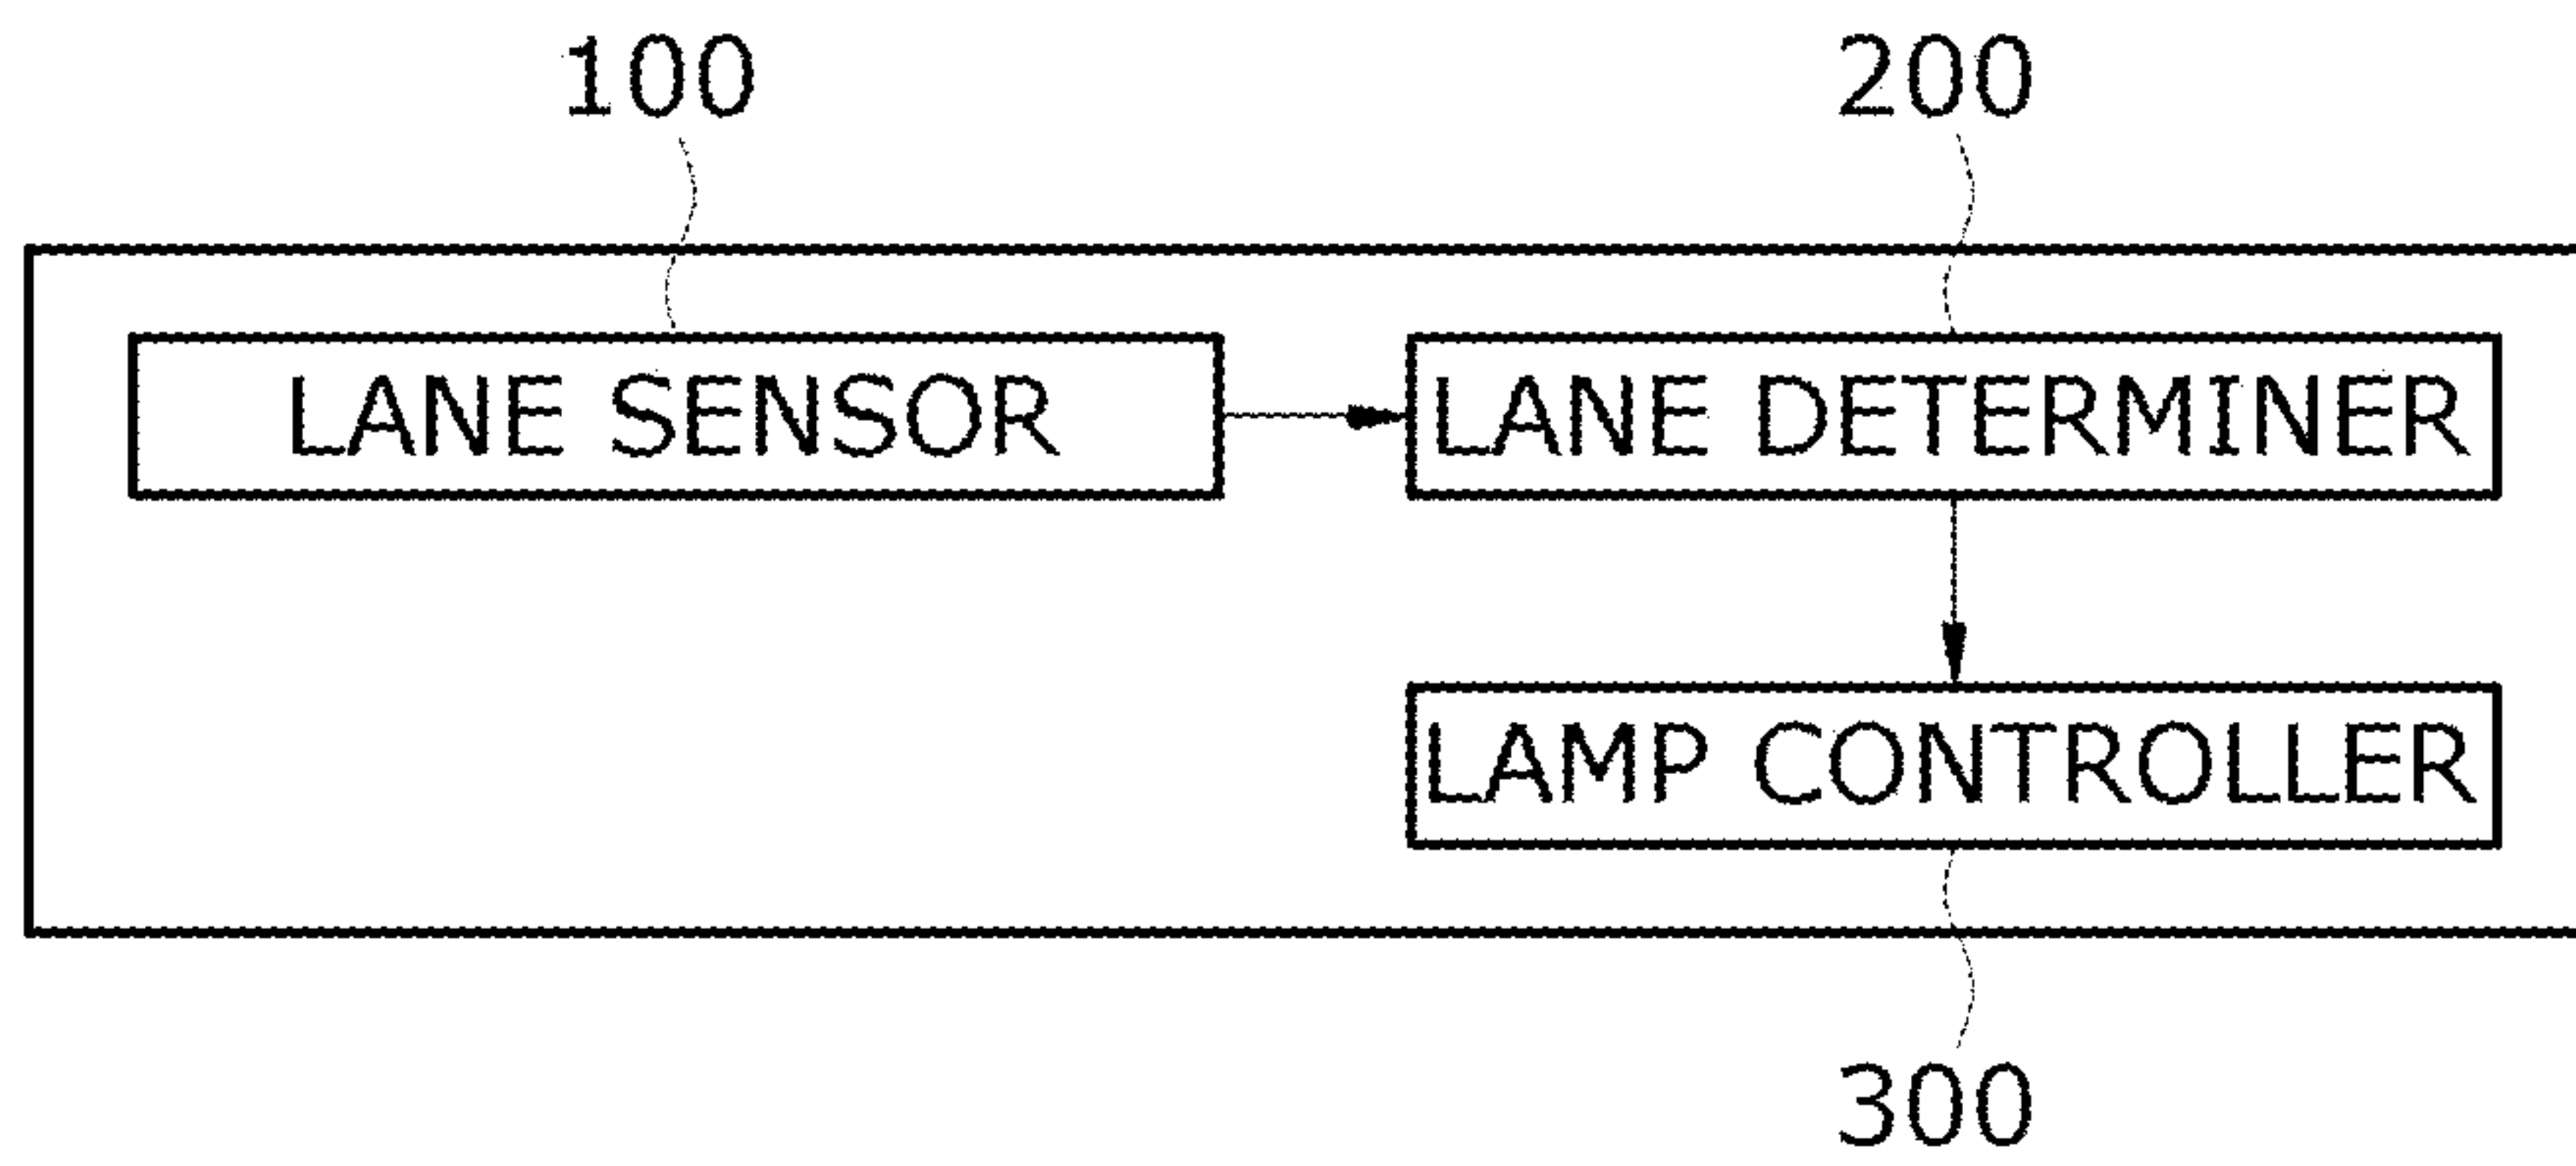 100
200
LANE SENSOR
LANE DETERMINER
LAMP CONTROLLER
300